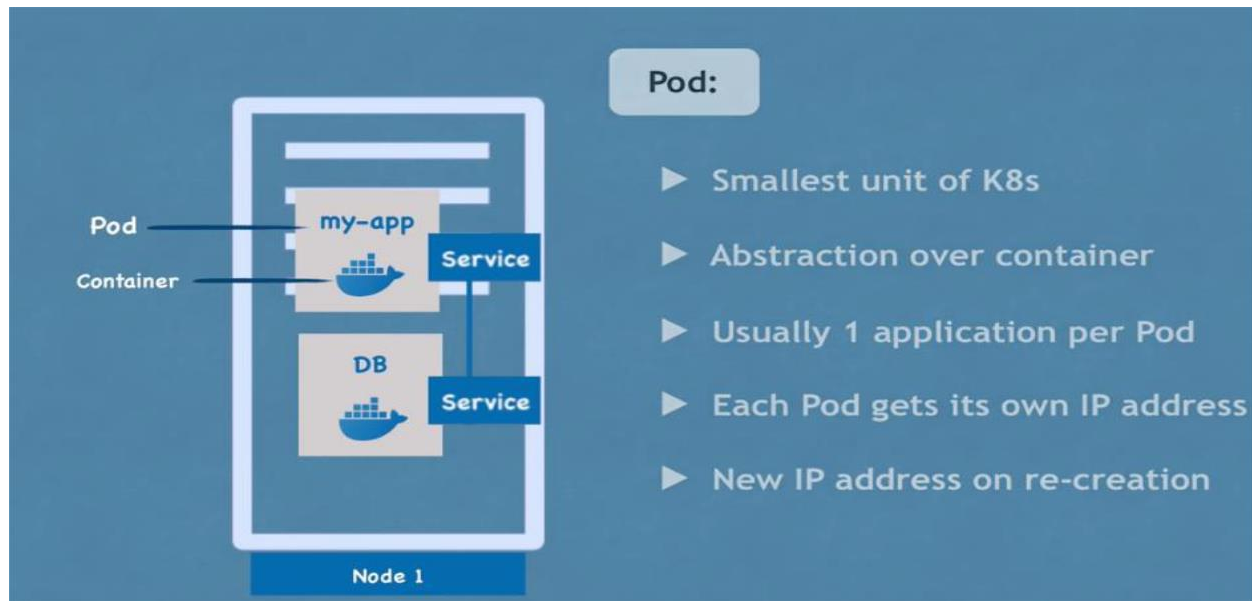 Pod:
► Smallest unit of K8s
► Abstraction over container
► Usually 1 application per Pod
► Each Pod gets its own IP address
► New IP address on re-creation
Pod
Container
my-app
Service
DB
Service
Node 1